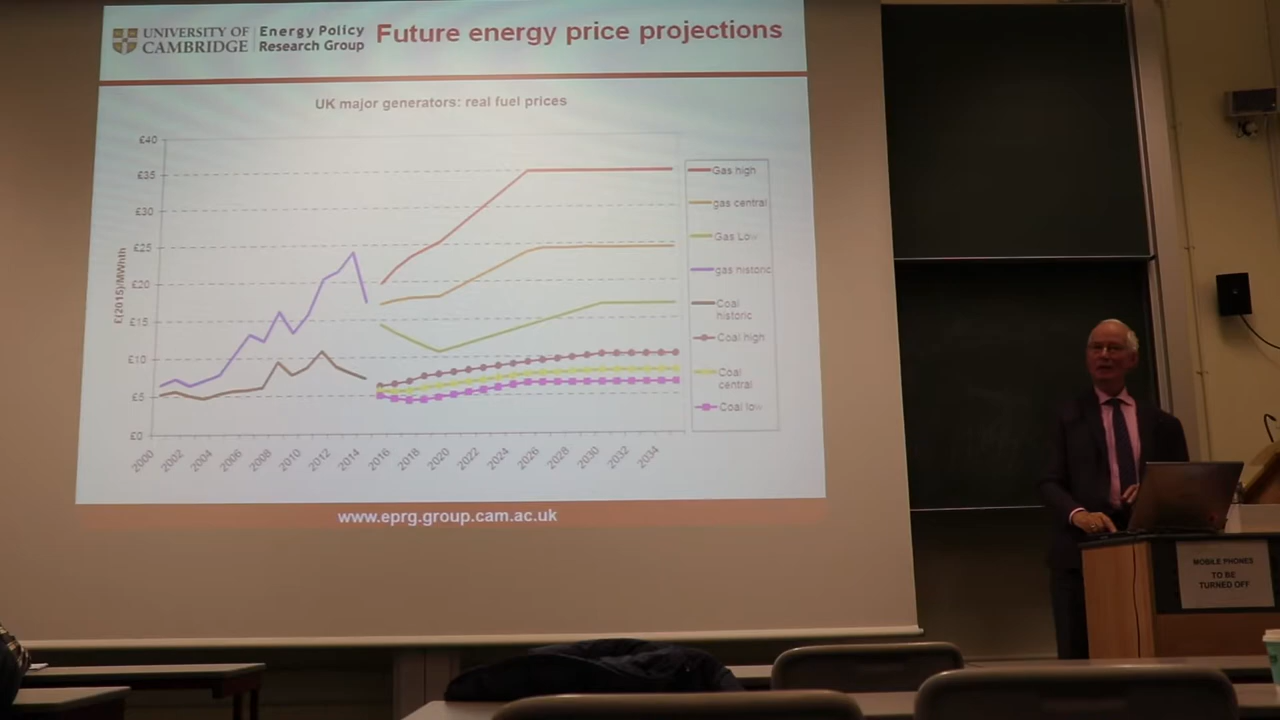 UNIVERSITY OF
CAMBRIDGE
Energy Policy
Research Group
Future energy price projections
UK major generators: real fuel prices
£(2015)/MWhth
£40
£35
£30
£25
£20
£15
£10
£5
£0
2000
2002
2004
2006
2008
2010
2012
2014
2016
2018
2020
2022
2024
2026
2028
2030
2032
2034
Gas high
gas central
Gas Low
gas historic
Coal
historic
Coal high
Coal
central
Coal low
www.eprg.group.cam.ac.uk
MOBILE PHONES
TO BE
TURNED OFF